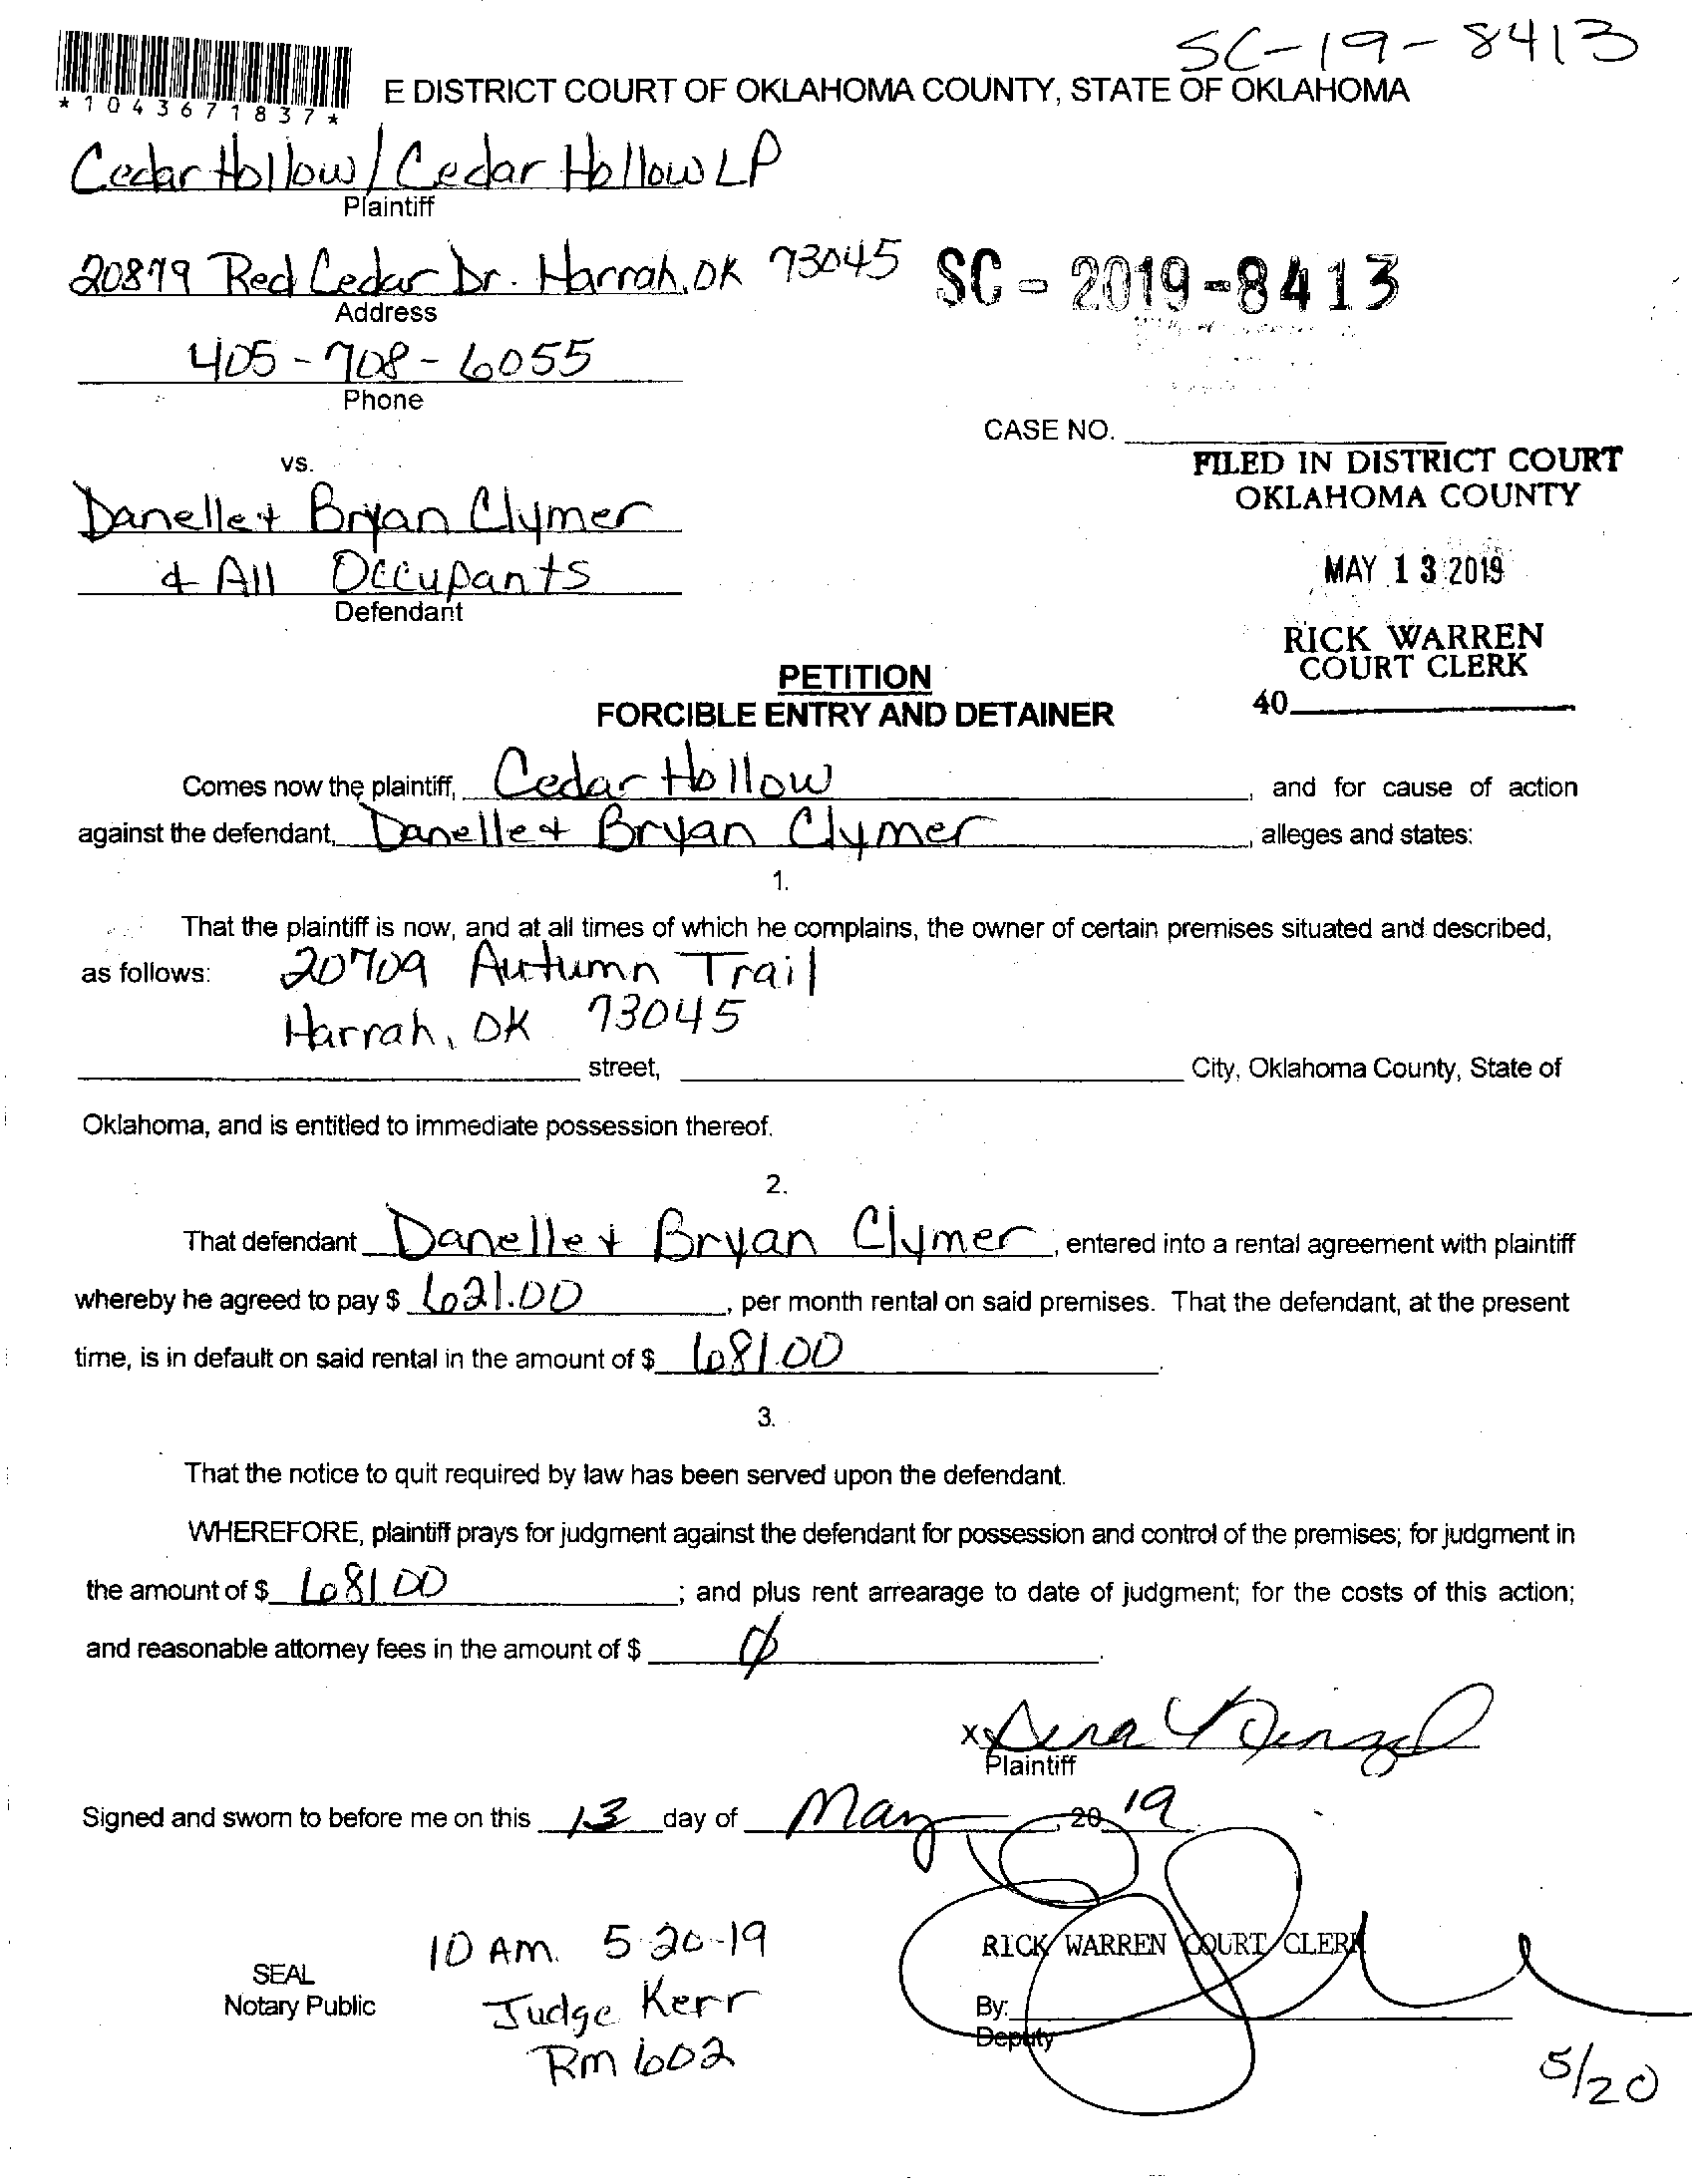 SC-19-8413
*1043671837*
E DISTRICT COURT OF OKLAHOMA COUNTY, STATE OF OKLAHOMA
Cedar Hollow/Cedar Hollow LP
Plaintiff
20879 Red Cedar Dr. Harrah, OK 73045
SC - 2019 - 8413
Address
405-708-6055
Phone
CASE NO.
vs.
FILED IN DISTRICT COURT
OKLAHOMA COUNTY
Danelle + Bryan Clymer
& All Occupants
Defendant
MAY 13 2019
RICK WARREN
COURT CLERK
40
PETITION
FORCIBLE ENTRY AND DETAINER
Comes now the plaintiff, Cedar Hollow, and for cause of action
against the defendant, Danelle + Bryan Clymer, alleges and states:
1.
That the plaintiff is now, and at all times of which he complains, the owner of certain premises situated and described,
as follows: 20709 Autumn Trail
Harrah, OK 73045
street, City, Oklahoma County, State of
Oklahoma, and is entitled to immediate possession thereof.
2.
That defendant Danelle + Bryan Clymer, entered into a rental agreement with plaintiff
whereby he agreed to pay $ 621.00, per month rental on said premises. That the defendant, at the present
time, is in default on said rental in the amount of $ 681.00.
3.
That the notice to quit required by law has been served upon the defendant.
WHEREFORE, plaintiff prays for judgment against the defendant for possession and control of the premises; for judgment in
the amount of $ 681.00; and plus rent arrearage to date of judgment; for the costs of this action;
and reasonable attorney fees in the amount of $ Ø.
X
Plaintiff
Signed and sworn to before me on this 13 day of May, 20 19.
10 AM. 5-20-19
SEAL
Notary Public
Judge Kerr
Rm 602
RICK WARREN COURT CLERK
By:
Deputy
5/20